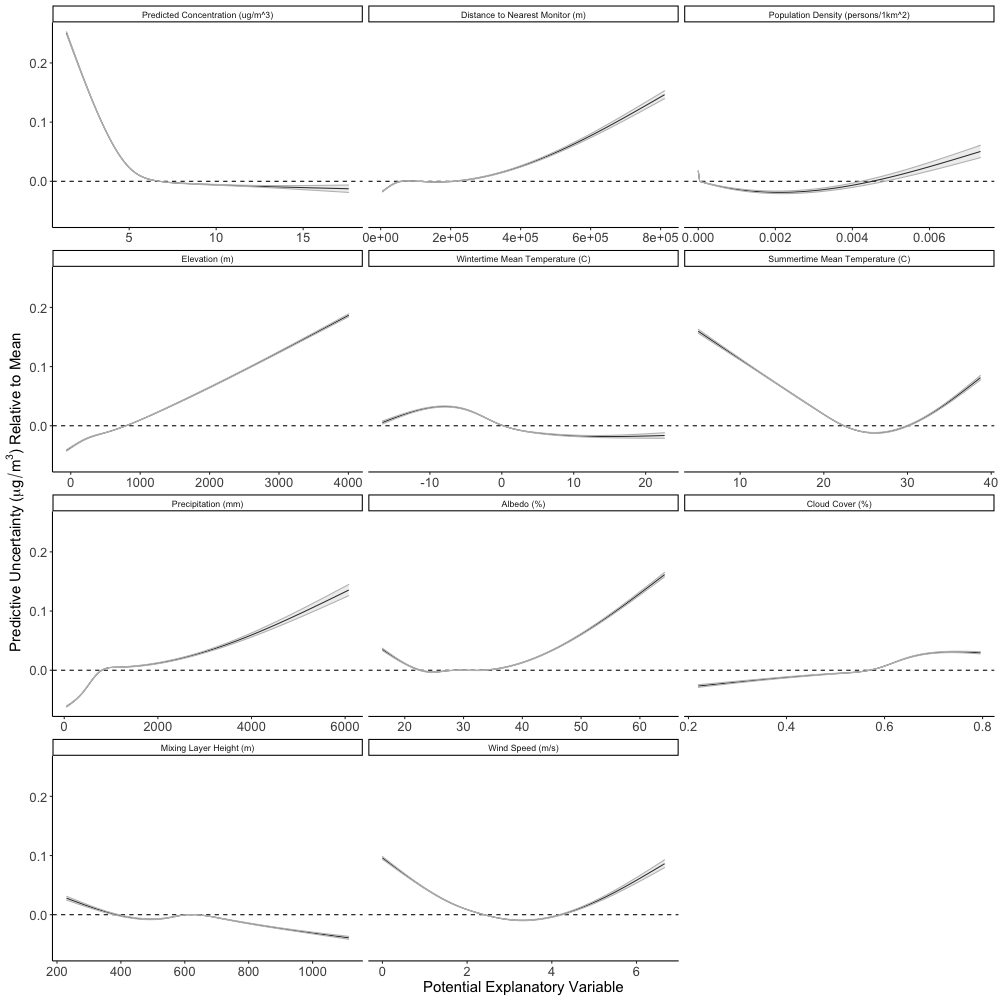 Predicted Concentration (ug/m^3) Distance to Nearest Monitor (m) Population Density (persons/1km^2)
0.2
0.1
0.0
5 10 15 0e+00 2e+05 4e+05 6e+05 8e+05 0.000 0.002 0.004 0.006
Elevation (m) Wintertime Mean Temperature (C) Summertime Mean Temperature (C)
0.2
0.1
0.0
0 1000 2000 3000 4000 -10 0 10 20 10 20 30 40
Precipitation (mm) Albedo (%) Cloud Cover (%)
0.2
0.1
0.0
0 2000 4000 6000 20 30 40 50 60 0.2 0.4 0.6 0.8
Mixing Layer Height (m) Wind Speed (m/s)
0.2
0.1
0.0
200 400 600 800 1000 0 2 4 6
Potential Explanatory Variable
Predictive Uncertainty (μg/m³) Relative to Mean